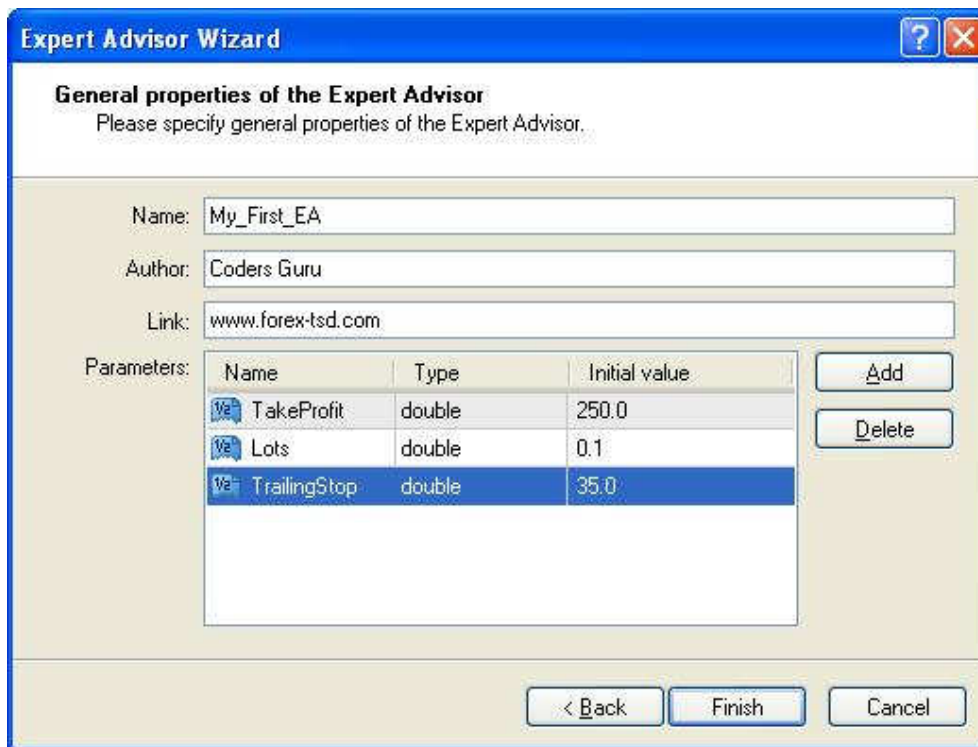 Expert Advisor Wizard
General properties of the Expert Advisor
Please specify general properties of the Expert Advisor.
Name: My_First_EA
Author: Coders Guru
Link: www.forex-tsd.com
Parameters:
Name Type Initial value
TakeProfit double 250.0
Lots double 0.1
TrailingStop double 35.0
Add
Delete
< Back Finish Cancel